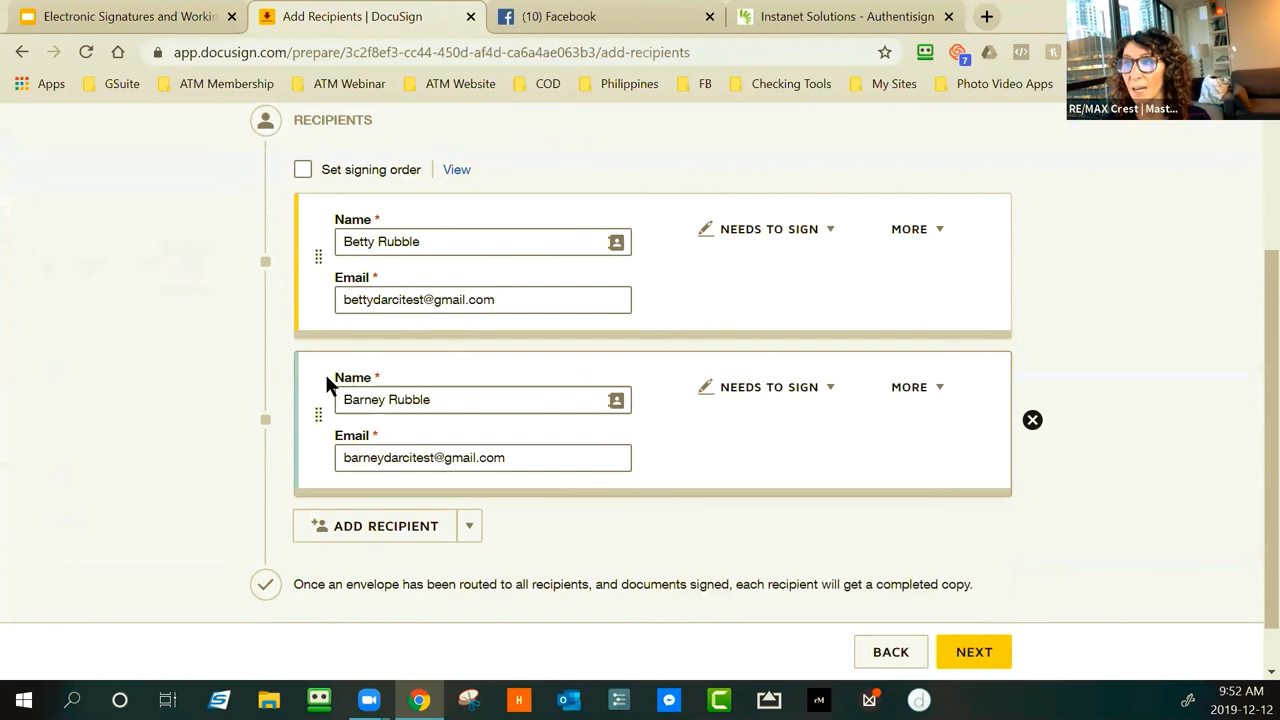 Electronic Signatures and Workin
Add Recipients | DocuSign
(10) Facebook
Instanet Solutions - Authentisign
app.docusign.com/prepare/3c2f8ef3-cc44-450d-af4d-ca6a4ae063b3/add-recipients
7
Apps
GSuite
ATM Membership
ATM Webin
ATM Website
COD
Philippines
FB
Checking Tools
My Sites
Photo Video Apps
RE/MAX Crest | Mast...
RECIPIENTS
Set signing order
View
Name *
Betty Rubble
NEEDS TO SIGN
MORE
Email *
bettydarcitest@gmail.com
Name *
Barney Rubble
NEEDS TO SIGN
MORE
Email *
barneydarcitest@gmail.com
ADD RECIPIENT
Once an envelope has been routed to all recipients, and documents signed, each recipient will get a completed copy.
BACK
NEXT
H
rM
d
9:52 AM
2019-12-12